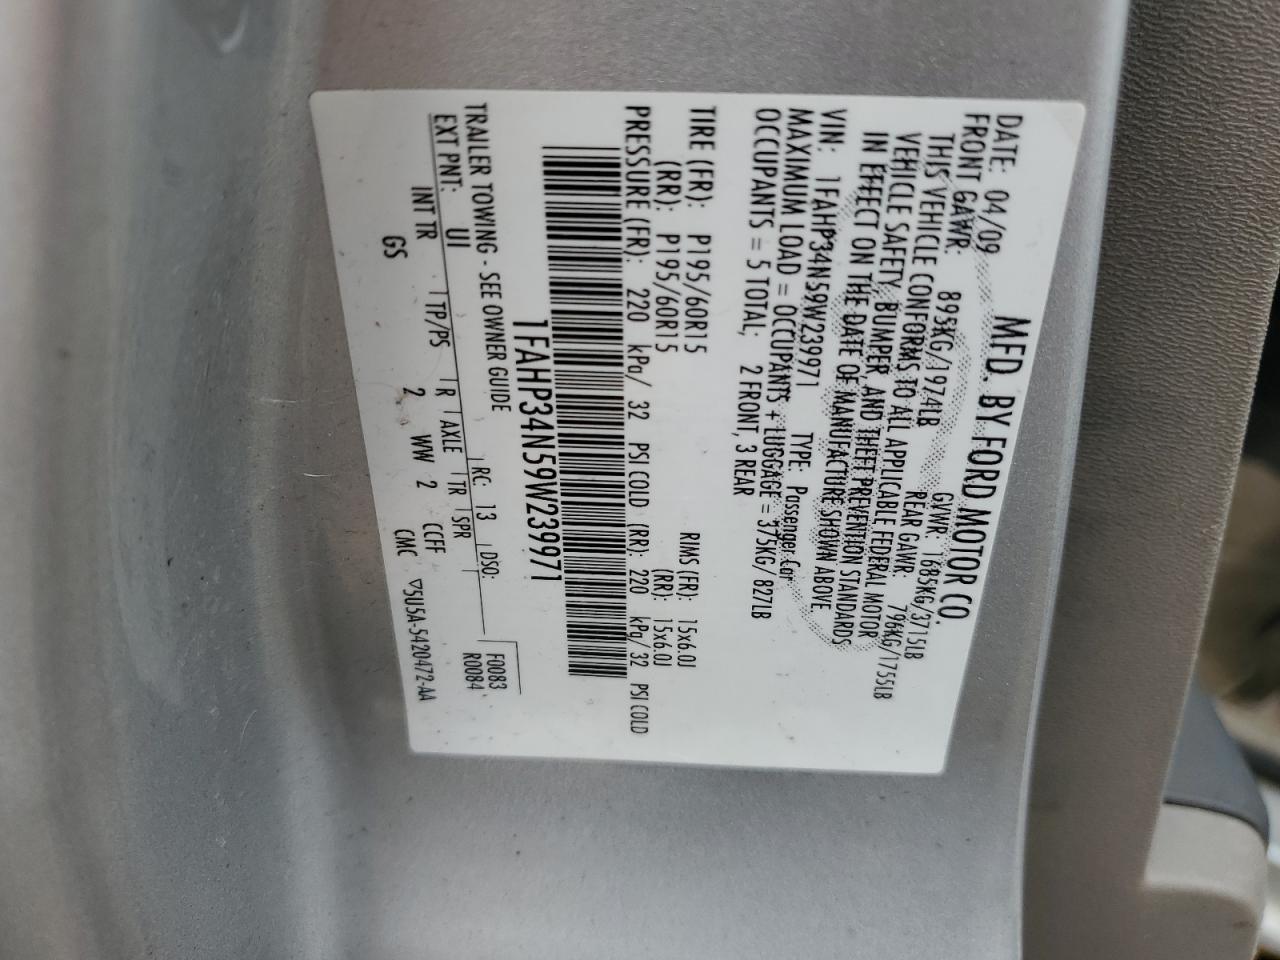 MFD. BY FORD MOTOR CO.
DATE: 04/09 GVWR: 1685KG/3715LB
FRONT GAWR: 895KG/1974LB REAR GAWR: 796KG/1755LB
THIS VEHICLE CONFORMS TO ALL APPLICABLE FEDERAL MOTOR
VEHICLE SAFETY, BUMPER, AND THEFT PREVENTION STANDARDS
IN EFFECT ON THE DATE OF MANUFACTURE SHOWN ABOVE
VIN: 1FAHP34N59W239971 TYPE: Passenger Car
MAXIMUM LOAD = OCCUPANTS + LUGGAGE = 375KG/ 827LB
OCCUPANTS = 5 TOTAL; 2 FRONT, 3 REAR
TIRE (FR): P195/60R15 RIMS (FR): 15x6.0J
(RR): P195/60R15 (RR): 15x6.0J
PRESSURE (FR): 220 kPa/ 32 PSI COLD (RR): 220 kPa/ 32 PSI COLD
1FAHP34N59W239971
TRAILER TOWING - SEE OWNER GUIDE
F0083
R0084
EXT PNT: UI RC: 13 DSO:
INT TR TP/PS R AXLE TR SPR
GS 2 WW 2 CCFF
CMC ▽5U5A-5420472-AA